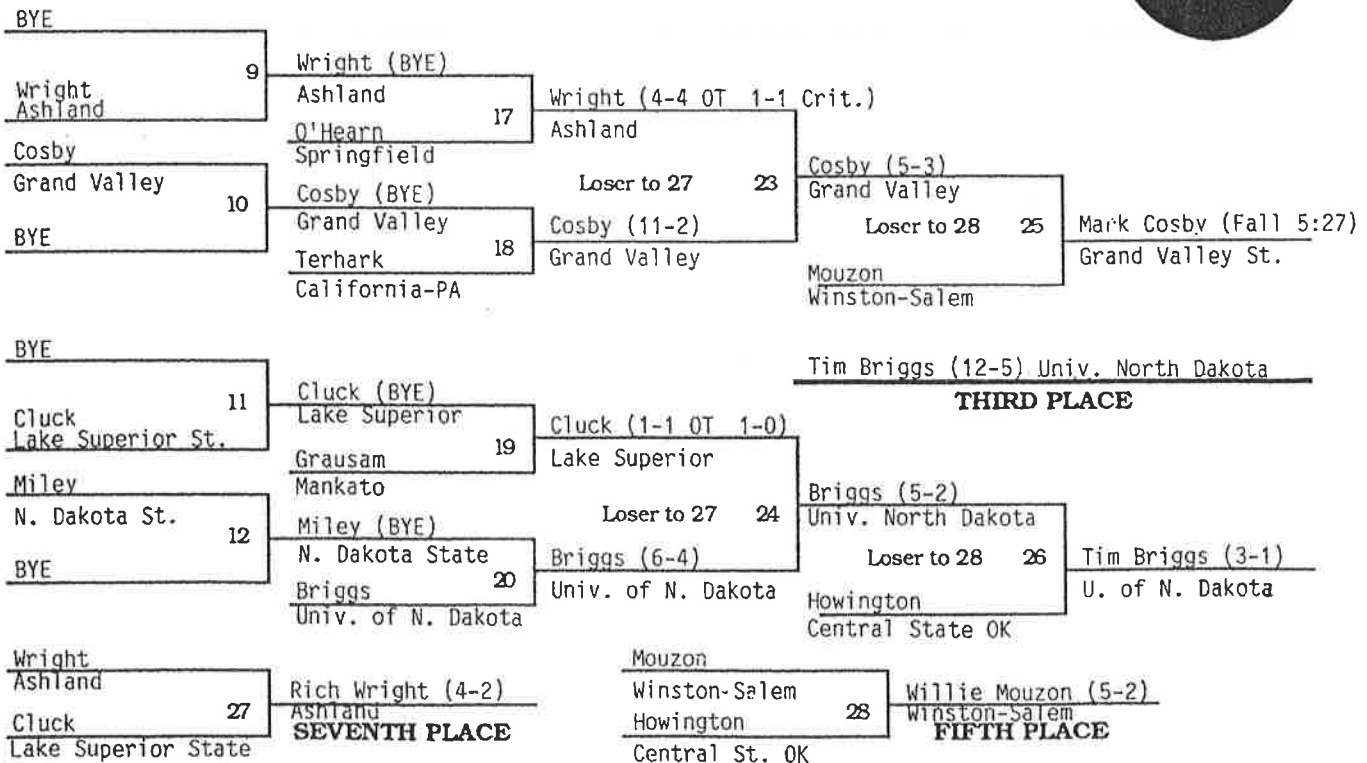 BYE
9
Wright
Ashland
Wright (BYE)
Ashland
17
O'Hearn
Springfield
Wright (4-4 OT 1-1 Crit.)
Ashland
Cosby
Grand Valley
10
BYE
Cosby (BYE)
Grand Valley
18
Terhark
California-PA
Loser to 27 23
Cosby (11-2)
Grand Valley
Cosby (5-3)
Grand Valley
Loser to 28 25
Mouzon
Winston-Salem
Mark Cosby (Fall 5:27)
Grand Valley St.
BYE
11
Cluck
Lake Superior St.
Cluck (BYE)
Lake Superior
19
Grausam
Mankato
Cluck (1-1 OT 1-0)
Lake Superior
Tim Briggs (12-5) Univ. North Dakota
THIRD PLACE
Miley
N. Dakota St.
12
BYE
Miley (BYE)
N. Dakota State
20
Briggs
Univ. of N. Dakota
Loser to 27 24
Briggs (6-4)
Univ. of N. Dakota
Briggs (5-2)
Univ. North Dakota
Loser to 28 26
Howington
Central State OK
Tim Briggs (3-1)
U. of N. Dakota
Wright
Ashland
27
Cluck
Lake Superior State
Rich Wright (4-2)
Ashland
SEVENTH PLACE
Mouzon
Winston-Salem
28
Howington
Central St. OK
Willie Mouzon (5-2)
Winston-Salem
FIFTH PLACE